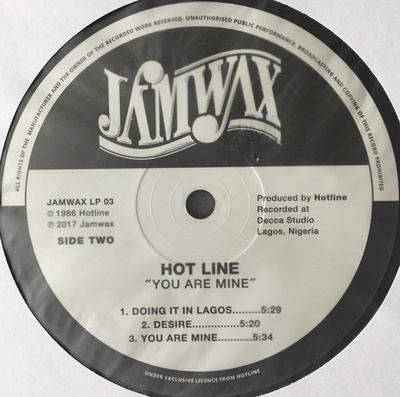 ALL RIGHTS OF THE MANUFACTURER AND THE OWNER OF THE RECORDED WORK RESERVED. UNAUTHORISED PUBLIC PERFORMANCE, BROADCASTING AND COPYING OF THIS RECORD PROHIBITED
JAMWAX
JAMWAX LP 03
© 1986 Hotline
℗ 2017 Jamwax
SIDE TWO
Produced by Hotline
Recorded at
Decca Studio
Lagos, Nigeria
HOT LINE
"YOU ARE MINE"
1. DOING IT IN LAGOS.........5:29
2. DESIRE...............5:20
3. YOU ARE MINE.........5:34
UNDER EXCLUSIVE LICENCE FROM HOTLINE